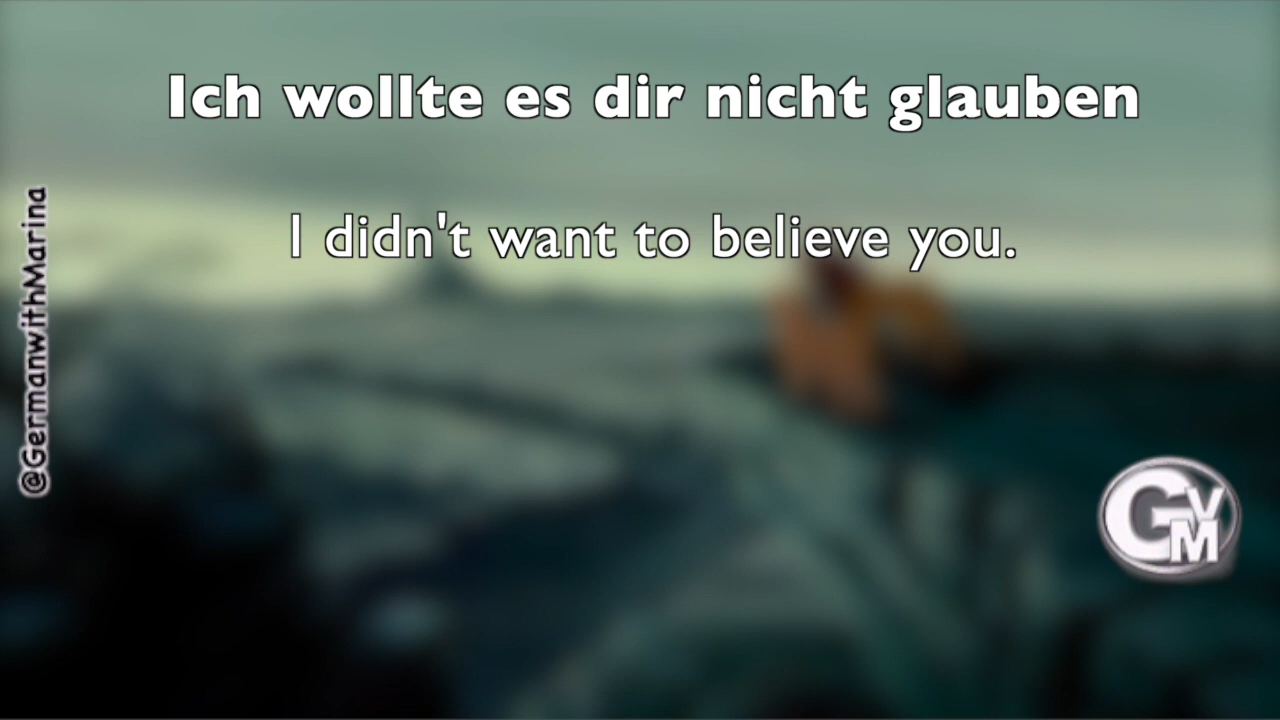 Ich wollte es dir nicht glauben
I didn't want to believe you.
@GermanwithMarina
GVM